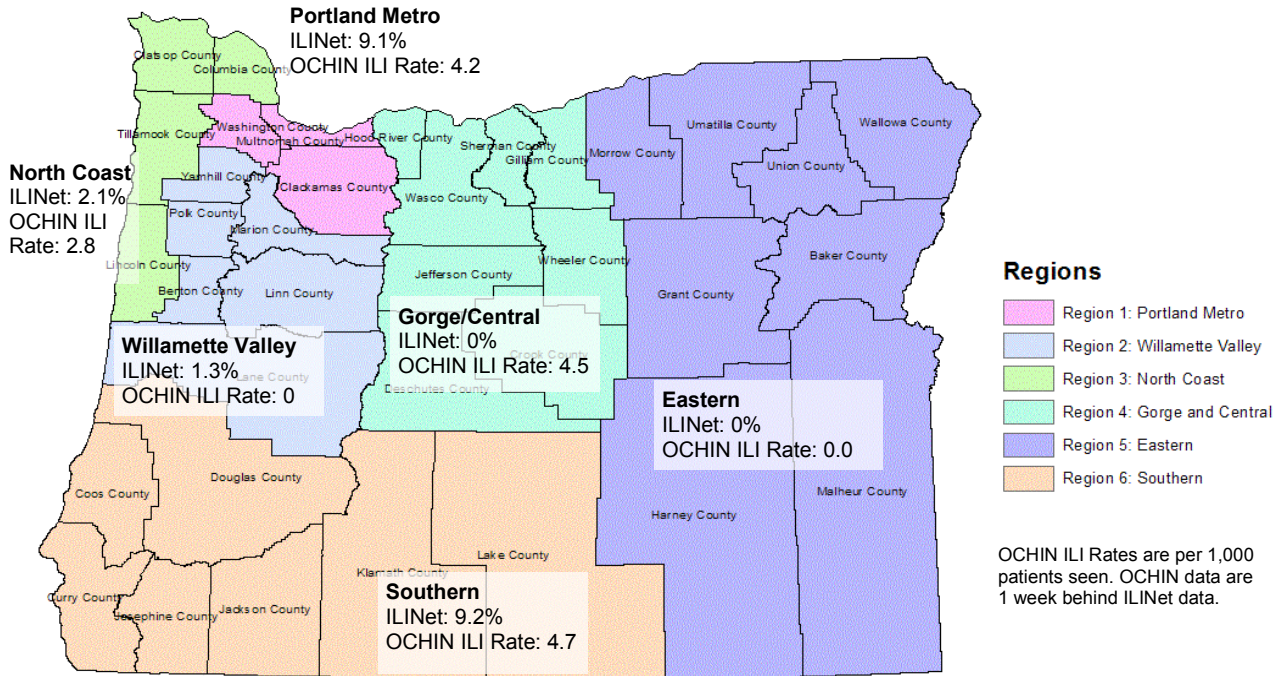 Portland Metro
ILINet: 9.1%
OCHIN ILI Rate: 4.2
Clatsop County
Columbia County
Tillamook County
Washington County
Multnomah County
Hood River County
Sherman County
Gilliam County
Morrow County
Umatilla County
Wallowa County
Union County
North Coast
ILINet: 2.1%
OCHIN ILI
Rate: 2.8
Yamhill County
Clackamas County
Wasco County
Polk County
Marion County
Lincoln County
Benton County
Linn County
Jefferson County
Wheeler County
Grant County
Baker County
Willamette Valley
ILINet: 1.3%
OCHIN ILI Rate: 0
Lane County
Gorge/Central
ILINet: 0%
OCHIN ILI Rate: 4.5
Crook County
Deschutes County
Eastern
ILINet: 0%
OCHIN ILI Rate: 0.0
Coos County
Douglas County
Harney County
Malheur County
Curry County
Josephine County
Jackson County
Klamath County
Lake County
Southern
ILINet: 9.2%
OCHIN ILI Rate: 4.7
Regions
Region 1: Portland Metro
Region 2: Willamette Valley
Region 3: North Coast
Region 4: Gorge and Central
Region 5: Eastern
Region 6: Southern
OCHIN ILI Rates are per 1,000
patients seen. OCHIN data are
1 week behind ILINet data.